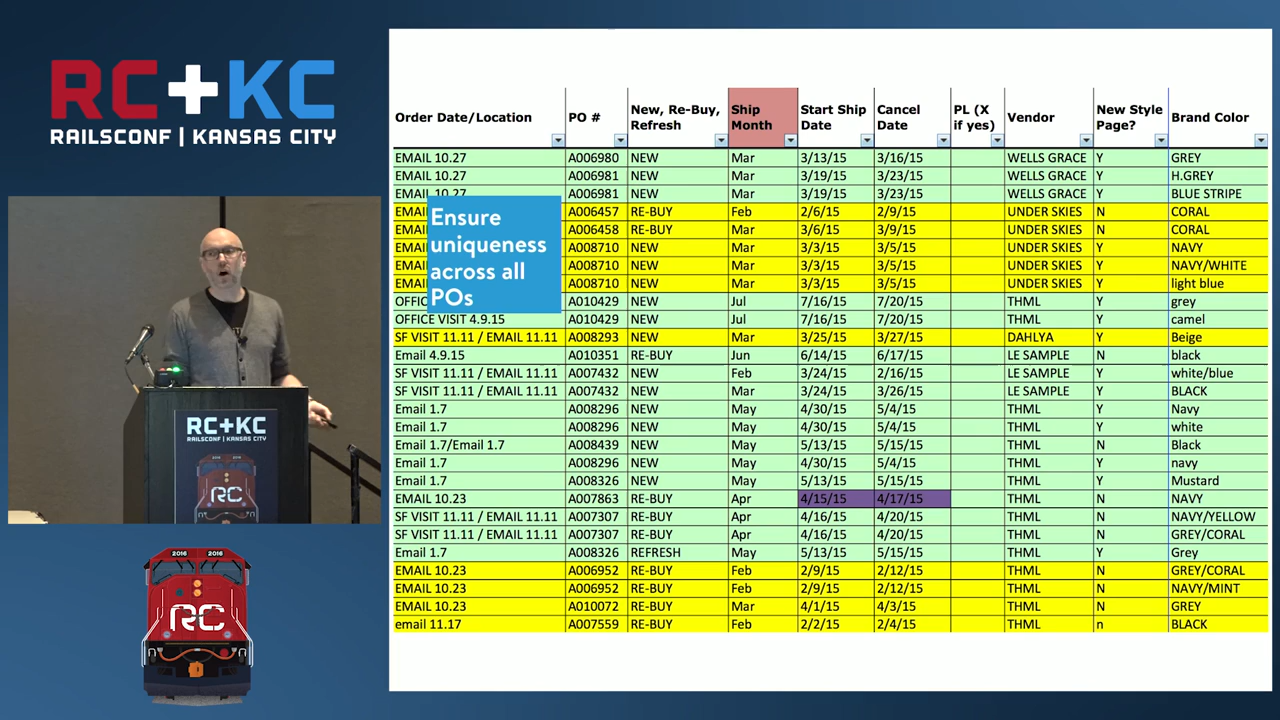 RC+KC
RAILSCONF | KANSAS CITY
RC+KC
RAILSCONF | KANSAS CITY
2016 2016
RC
2016 2016
RC
Order Date/Location PO # New, Re-Buy, Refresh Ship Month Start Ship Date Cancel Date PL (X if yes) Vendor New Style Page? Brand Color
EMAIL 10.27 A006980 NEW Mar 3/13/15 3/16/15 WELLS GRACE Y GREY
EMAIL 10.27 A006981 NEW Mar 3/19/15 3/23/15 WELLS GRACE Y H.GREY
EMAIL 10.27 A006981 NEW Mar 3/19/15 3/23/15 WELLS GRACE Y BLUE STRIPE
EMAI A006457 RE-BUY Feb 2/6/15 2/9/15 UNDER SKIES N CORAL
EMAI A006458 RE-BUY Mar 3/6/15 3/9/15 UNDER SKIES N CORAL
EMAI A008710 NEW Mar 3/3/15 3/5/15 UNDER SKIES Y NAVY
EMAI A008710 NEW Mar 3/3/15 3/5/15 UNDER SKIES Y NAVY/WHITE
EMAI A008710 NEW Mar 3/3/15 3/5/15 UNDER SKIES Y light blue
OFFIC A010429 NEW Jul 7/16/15 7/20/15 THML Y grey
OFFICE VISIT 4.9.15 A010429 NEW Jul 7/16/15 7/20/15 THML Y camel
SF VISIT 11.11 / EMAIL 11.11 A008293 NEW Mar 3/25/15 3/27/15 DAHLYA Y Beige
Email 4.9.15 A010351 RE-BUY Jun 6/14/15 6/17/15 LE SAMPLE N black
SF VISIT 11.11 / EMAIL 11.11 A007432 NEW Feb 3/24/15 2/16/15 LE SAMPLE Y white/blue
SF VISIT 11.11 / EMAIL 11.11 A007432 NEW Mar 3/24/15 3/26/15 LE SAMPLE Y BLACK
Email 1.7 A008296 NEW May 4/30/15 5/4/15 THML Y Navy
Email 1.7 A008296 NEW May 4/30/15 5/4/15 THML Y white
Email 1.7/Email 1.7 A008439 NEW May 5/13/15 5/15/15 THML N Black
Email 1.7 A008296 NEW May 4/30/15 5/4/15 THML Y navy
Email 1.7 A008326 NEW May 5/13/15 5/15/15 THML Y Mustard
EMAIL 10.23 A007863 RE-BUY Apr 4/15/15 4/17/15 THML N NAVY
SF VISIT 11.11 / EMAIL 11.11 A007307 RE-BUY Apr 4/16/15 4/20/15 THML N NAVY/YELLOW
SF VISIT 11.11 / EMAIL 11.11 A007307 RE-BUY Apr 4/16/15 4/20/15 THML N GREY/CORAL
Email 1.7 A008326 REFRESH May 5/13/15 5/15/15 THML Y Grey
EMAIL 10.23 A006952 RE-BUY Feb 2/9/15 2/12/15 THML N GREY/CORAL
EMAIL 10.23 A006952 RE-BUY Feb 2/9/15 2/12/15 THML N NAVY/MINT
EMAIL 10.23 A010072 RE-BUY Mar 4/1/15 4/3/15 THML N GREY
email 11.17 A007559 RE-BUY Feb 2/2/15 2/4/15 THML n BLACK
Ensure
uniqueness
across all
POs